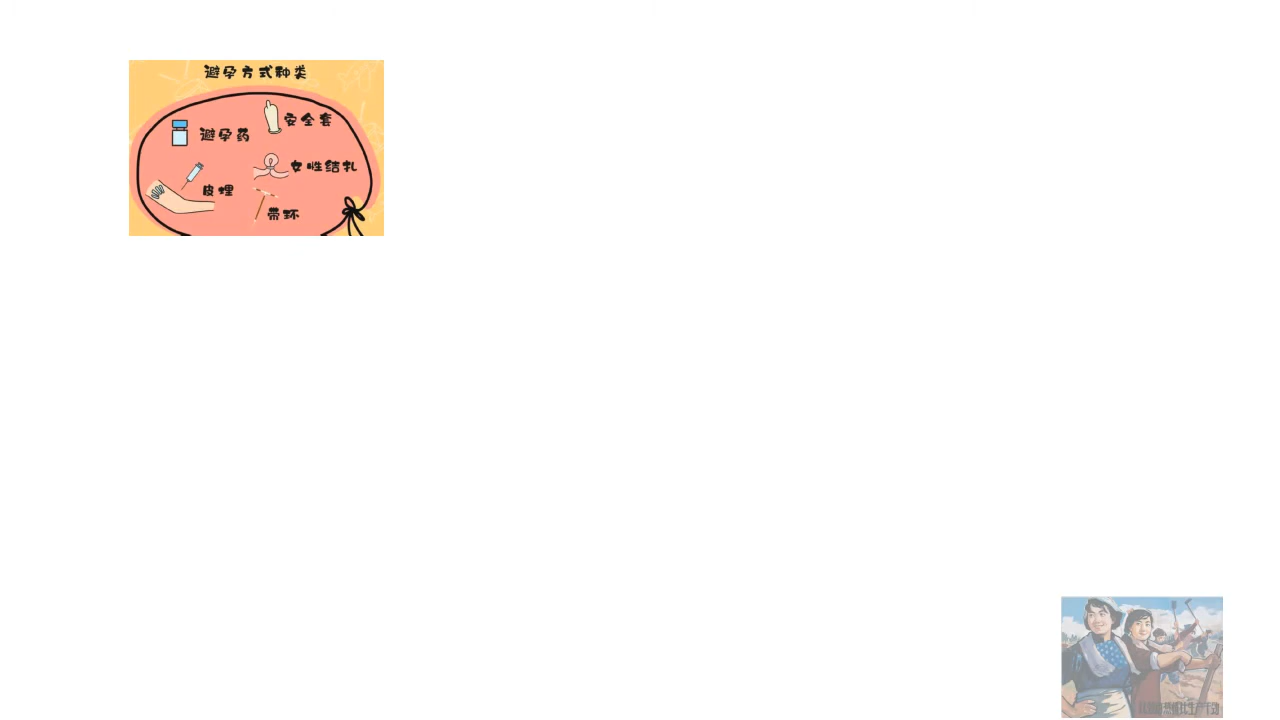 避孕方式种类
安全套
避孕药
女性结扎
皮埋
带环